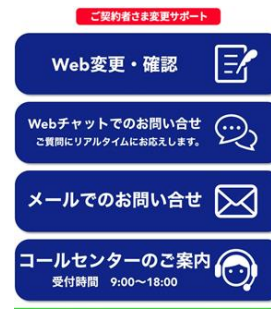 ご契約者さま変更サポート
Web変更・確認
Webチャットでのお問い合せ
ご質問にリアルタイムにお応えします。
メールでのお問い合せ
コールセンターのご案内
受付時間 9:00〜18:00